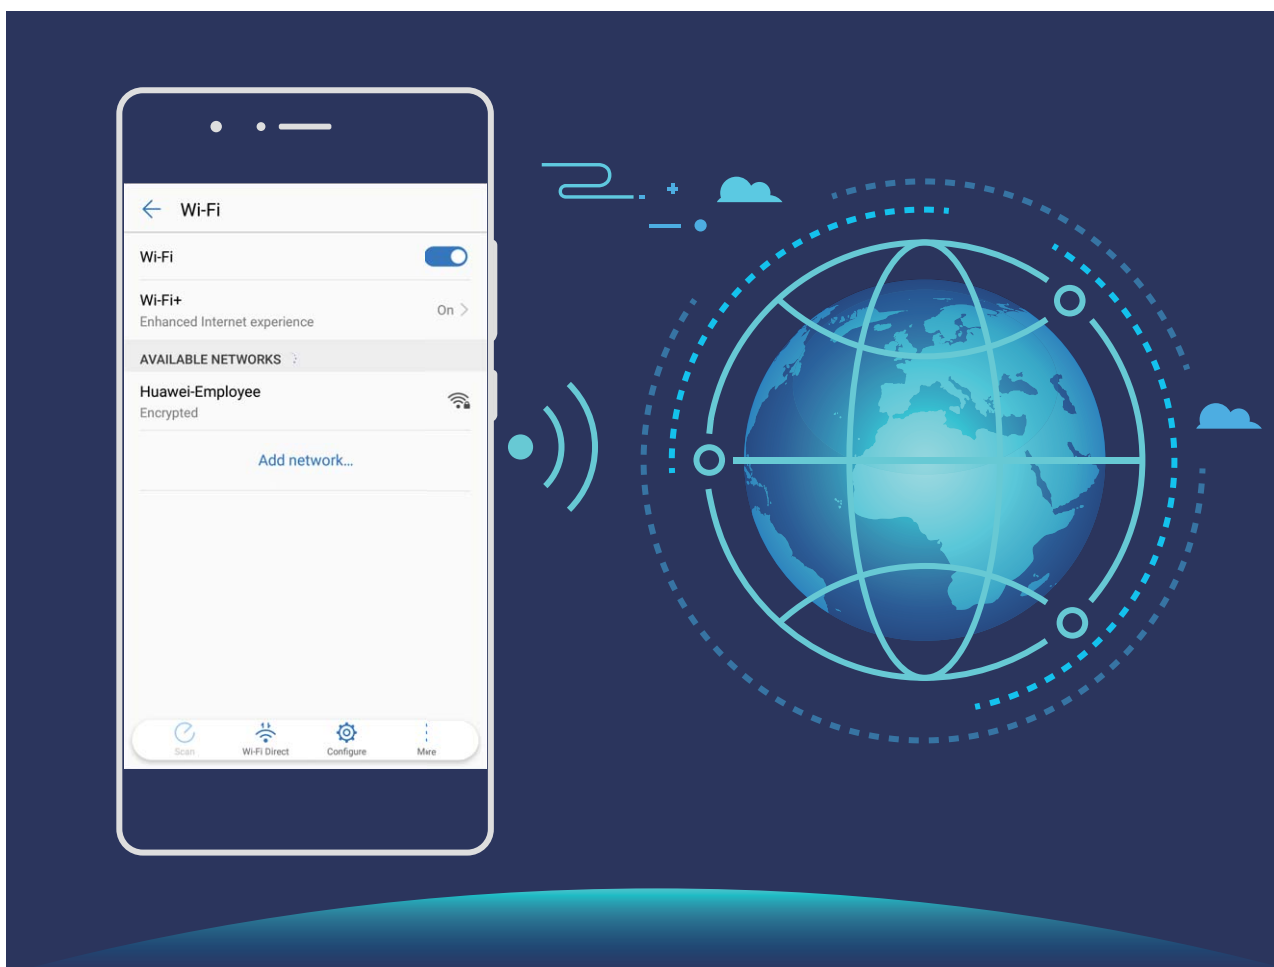 Wi-Fi
Wi-Fi
Wi-Fi+
Enhanced Internet experience
On
AVAILABLE NETWORKS
Huawei-Employee
Encrypted
Add network...
Scan
Wi-Fi Direct
Configure
More